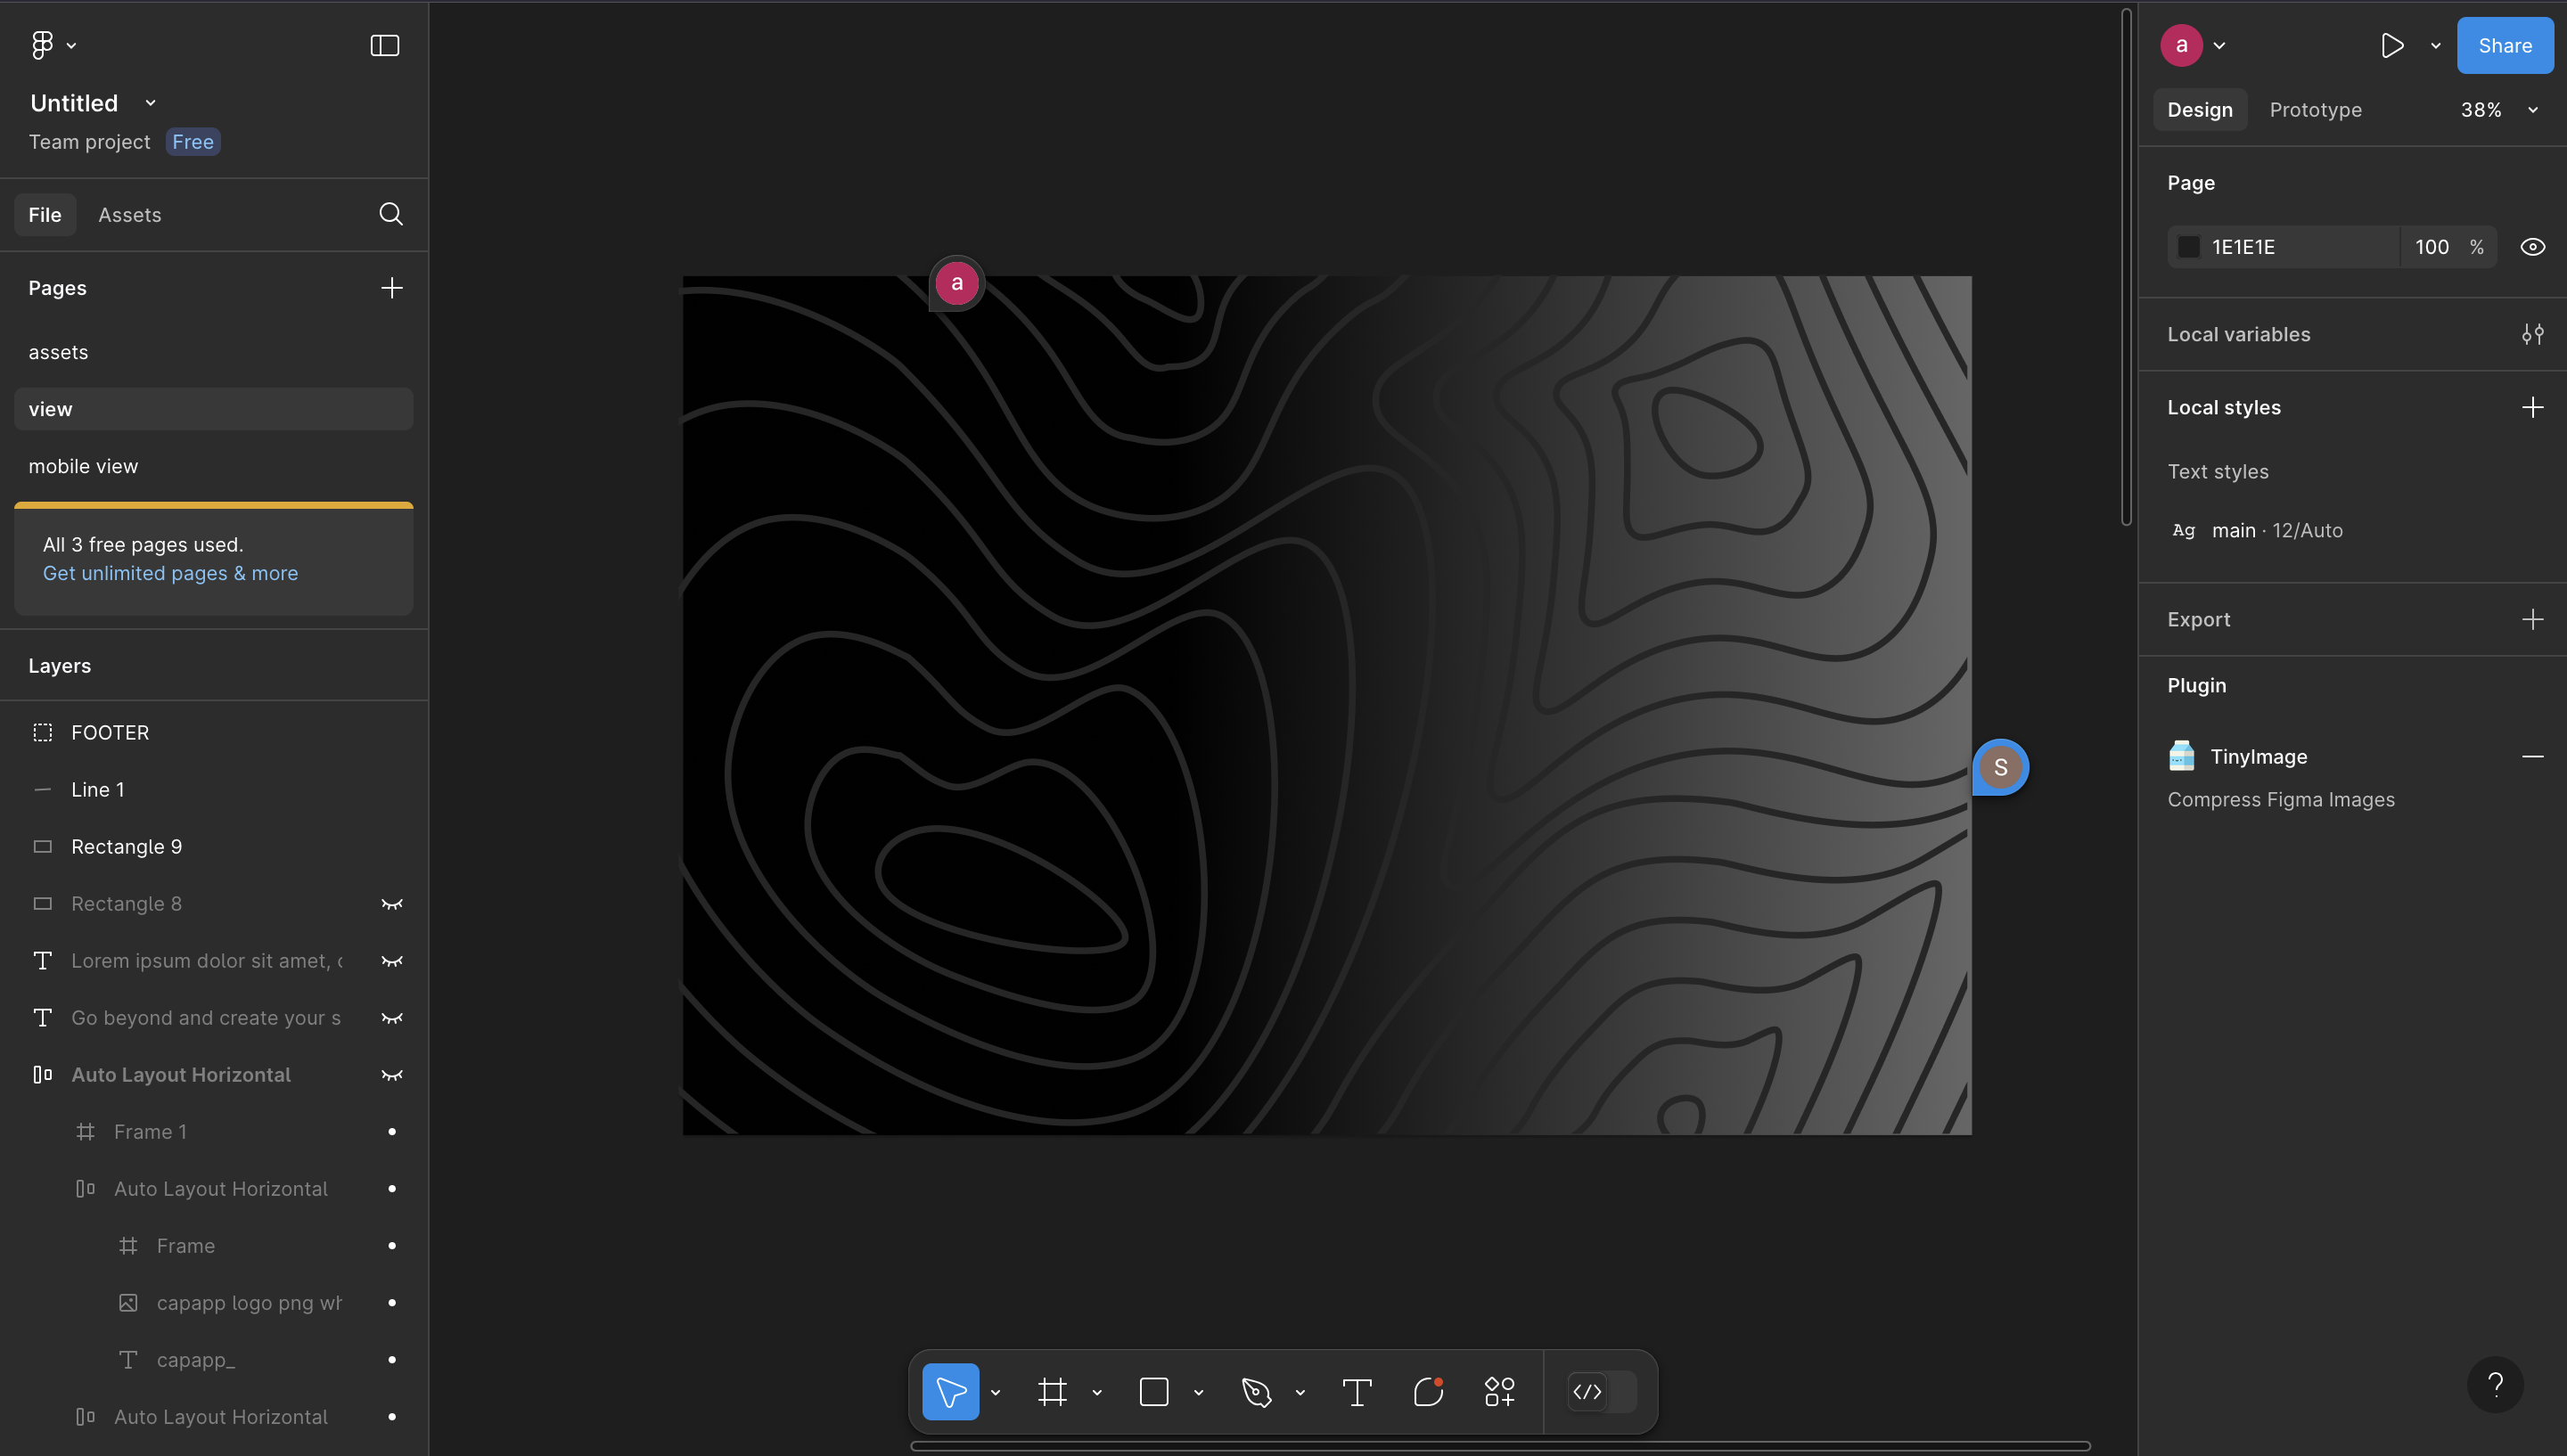 Untitled
Team project Free
File Assets
Pages
assets
view
mobile view
All 3 free pages used.
Get unlimited pages & more
Layers
FOOTER
Line 1
Rectangle 9
Rectangle 8
Lorem ipsum dolor sit amet,
Go beyond and create your s
Auto Layout Horizontal
Frame 1
Auto Layout Horizontal
Frame
capapp logo png wh
T capapp_
Auto Layout Horizontal
a
S
a
Share
Design Prototype 38%
Page
1E1E1E 100 %
Local variables
Local styles
Text styles
Ag main · 12/Auto
Export
Plugin
TinyImage
Compress Figma Images
?